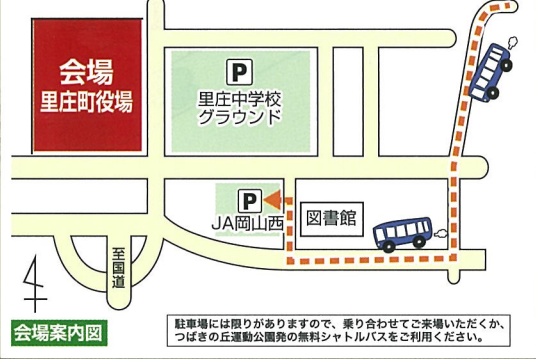 会場
里庄町役場
P
里庄中学校
グラウンド
P
JA岡山西
図書館
至国道
会場案内図
駐車場には限りがありますので、乗り合わせてご来場いただくか、
つばきの丘運動公園発の無料シャトルバスをご利用ください。